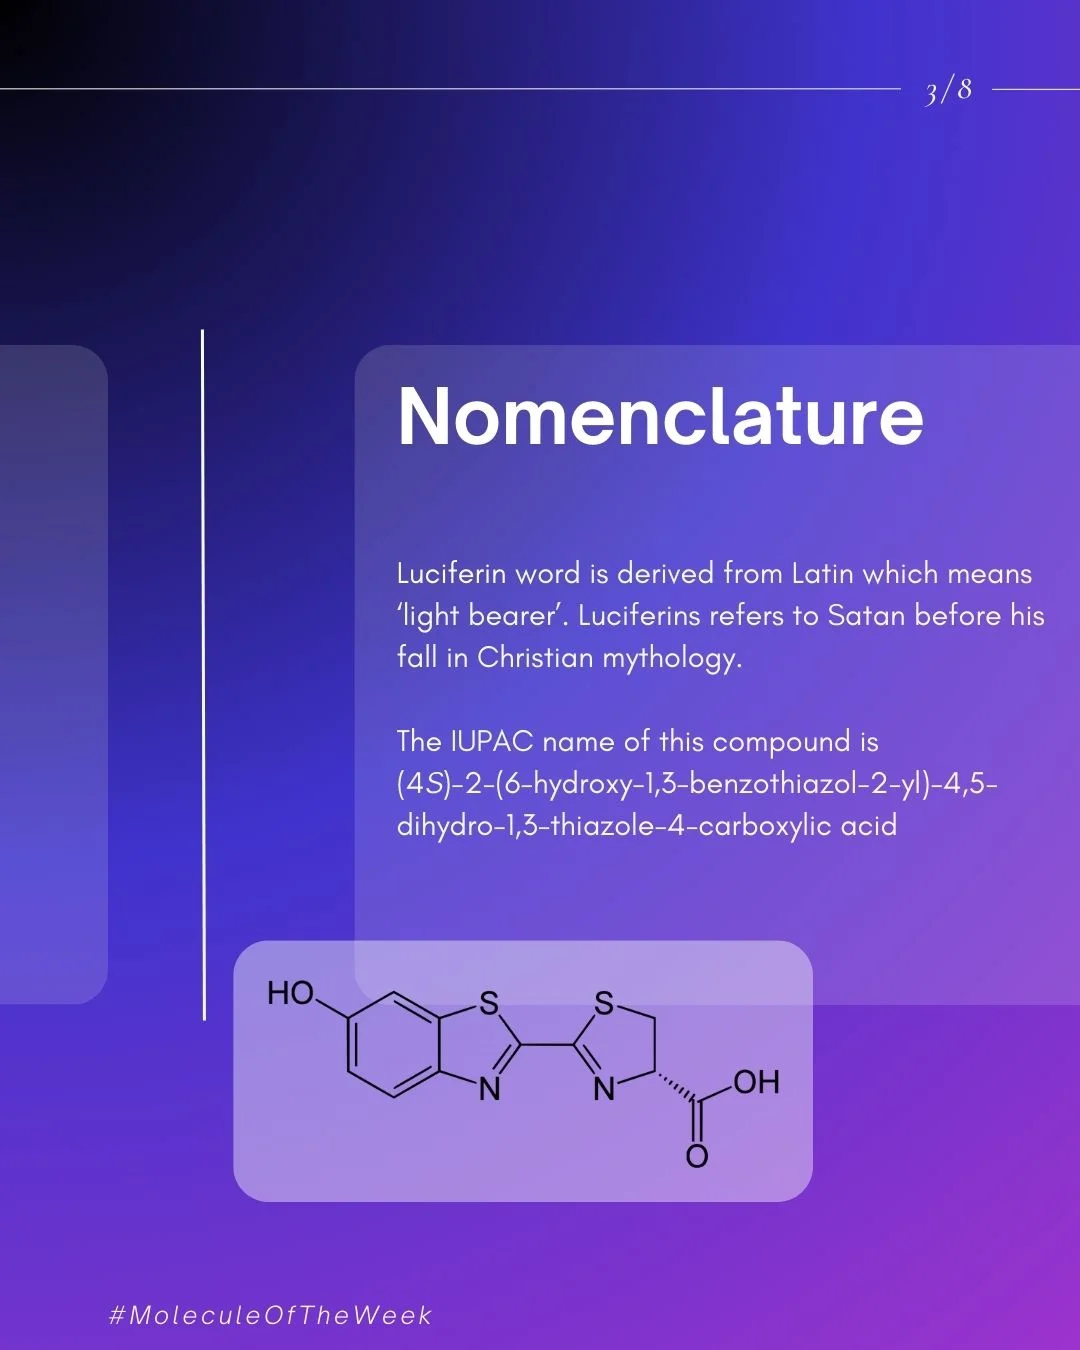 3/8
Nomenclature
Luciferin word is derived from Latin which means
‘light bearer’. Luciferins refers to Satan before his
fall in Christian mythology.
The IUPAC name of this compound is
(4S)-2-(6-hydroxy-1,3-benzothiazol-2-yl)-4,5-
dihydro-1,3-thiazole-4-carboxylic acid
HO S S
N N OH
O
#MoleculeOfTheWeek